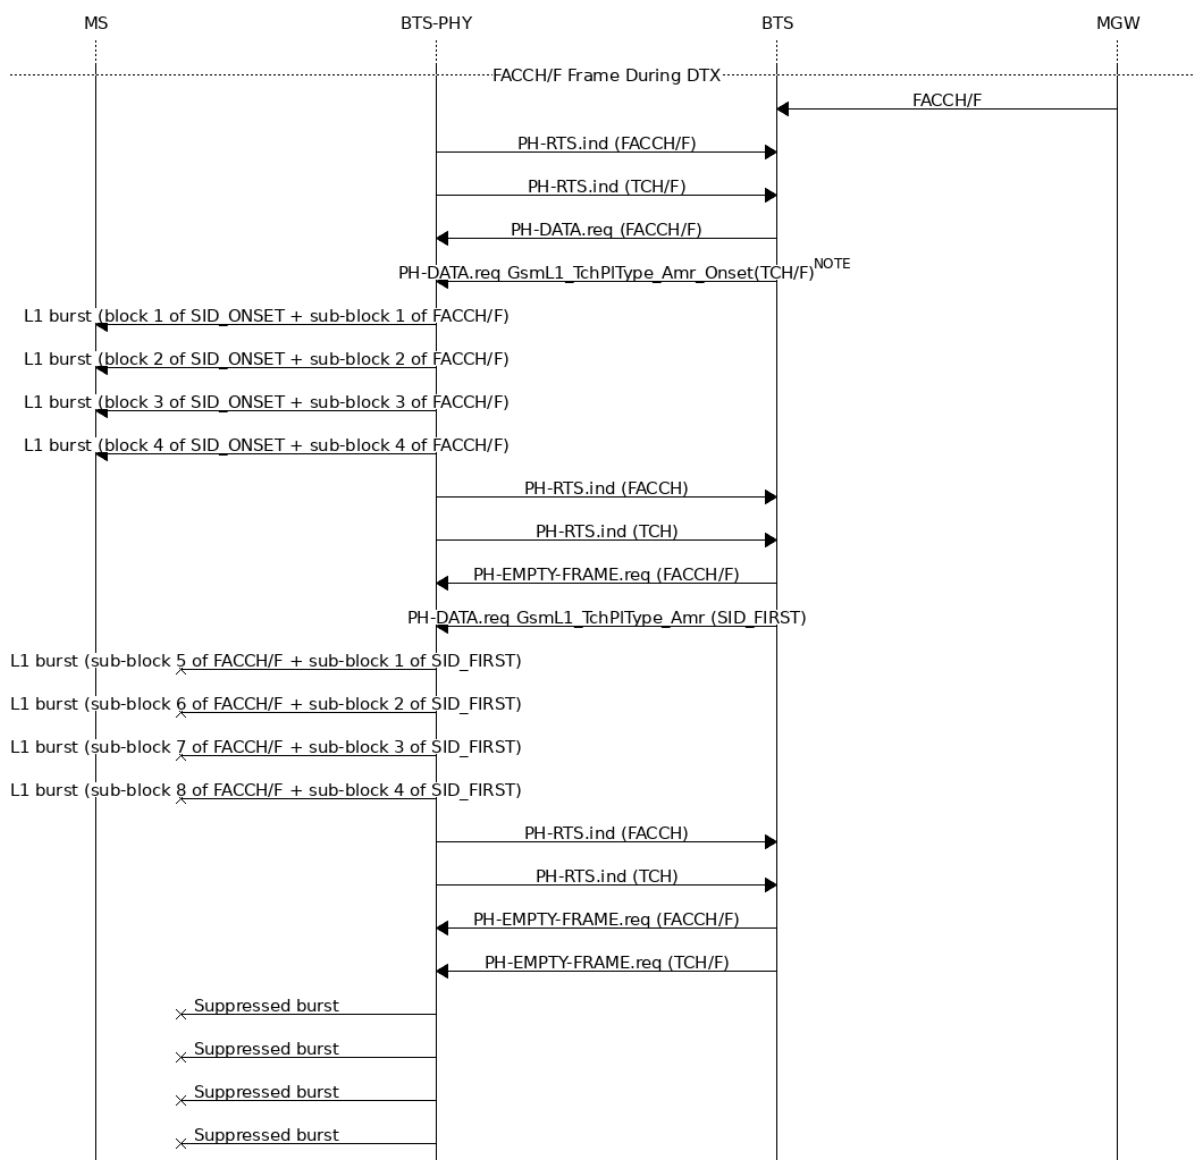 MS BTS-PHY BTS MGW
FACCH/F Frame During DTX
FACCH/F
PH-RTS.ind (FACCH/F)
PH-RTS.ind (TCH/F)
PH-DATA.req (FACCH/F)
PH-DATA.req GsmL1_TchPlType_Amr_Onset(TCH/F)NOTE
L1 burst (block 1 of SID_ONSET + sub-block 1 of FACCH/F)
L1 burst (block 2 of SID_ONSET + sub-block 2 of FACCH/F)
L1 burst (block 3 of SID_ONSET + sub-block 3 of FACCH/F)
L1 burst (block 4 of SID_ONSET + sub-block 4 of FACCH/F)
PH-RTS.ind (FACCH)
PH-RTS.ind (TCH)
PH-EMPTY-FRAME.req (FACCH/F)
PH-DATA.req GsmL1_TchPlType_Amr (SID_FIRST)
L1 burst (sub-block 5 of FACCH/F + sub-block 1 of SID_FIRST)
L1 burst (sub-block 6 of FACCH/F + sub-block 2 of SID_FIRST)
L1 burst (sub-block 7 of FACCH/F + sub-block 3 of SID_FIRST)
L1 burst (sub-block 8 of FACCH/F + sub-block 4 of SID_FIRST)
PH-RTS.ind (FACCH)
PH-RTS.ind (TCH)
PH-EMPTY-FRAME.req (FACCH/F)
PH-EMPTY-FRAME.req (TCH/F)
Suppressed burst
Suppressed burst
Suppressed burst
Suppressed burst